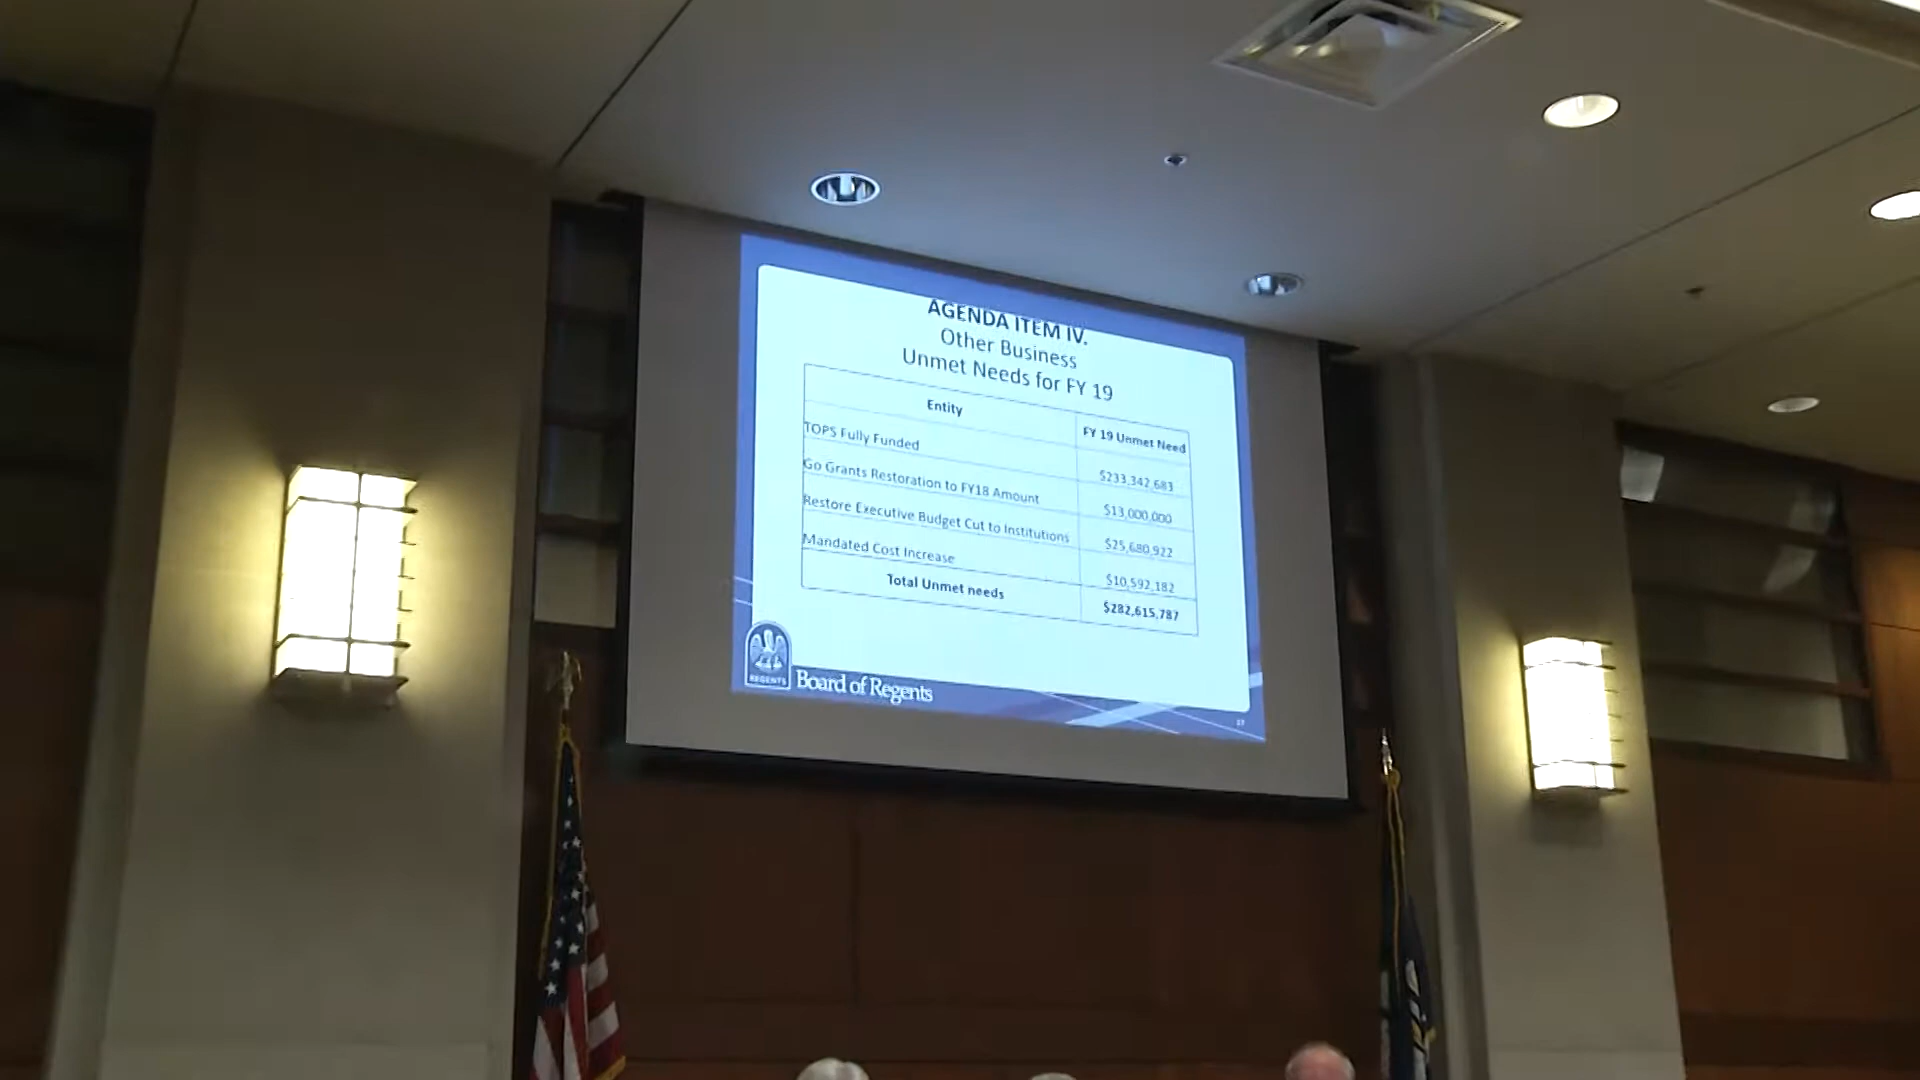 AGENDA ITEM IV.
Other Business
Unmet Needs for FY 19
Entity FY 19 Unmet Need
TOPS Fully Funded $233,342,683
Go Grants Restoration to FY18 Amount $13,000,000
Restore Executive Budget Cut to Institutions $25,680,922
Mandated Cost Increase $10,592,182
Total Unmet needs $282,615,787
REGENTS
Board of Regents